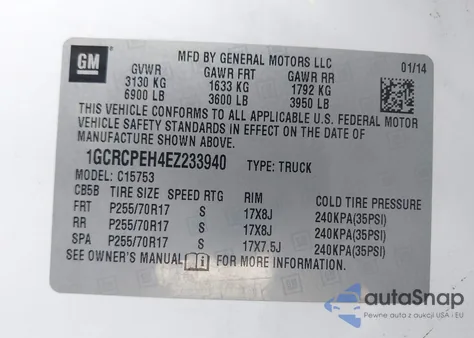 GM
MFD BY GENERAL MOTORS LLC
01/14
GVWR GAWR FRT GAWR RR
3130 KG 1633 KG 1792 KG
6900 LB 3600 LB 3950 LB
THIS VEHICLE CONFORMS TO ALL APPLICABLE U.S. FEDERAL MOTOR
VEHICLE SAFETY STANDARDS IN EFFECT ON THE DATE OF
MANUFACTURE SHOWN ABOVE.
1GCRCPEH4EZ233940 TYPE: TRUCK
MODEL: C15753
CB5B TIRE SIZE SPEED RTG RIM COLD TIRE PRESSURE
FRT P255/70R17 S 17X8J 240KPA(35PSI)
RR P255/70R17 S 17X8J 240KPA(35PSI)
SPA P255/70R17 S 17X7.5J 240KPA(35PSI)
SEE OWNER'S MANUAL FOR MORE INFORMATION.
autoSnap
Pewne auta z aukcji USA i EU